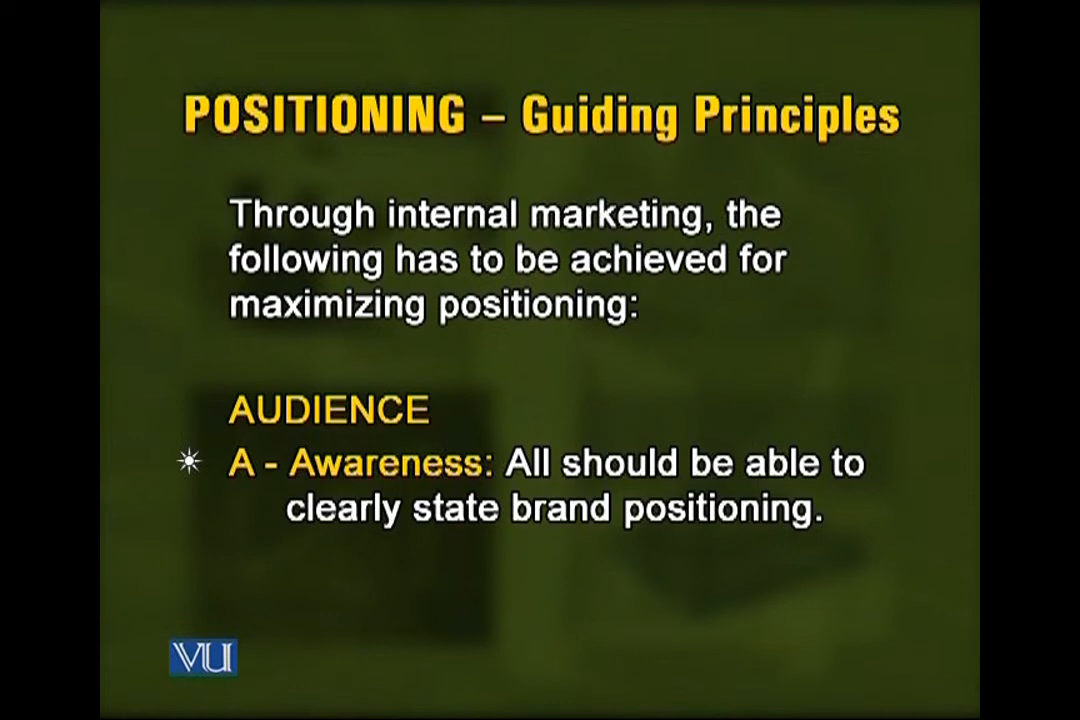 POSITIONING – Guiding Principles
Through internal marketing, the
following has to be achieved for
maximizing positioning:
AUDIENCE
A - Awareness: All should be able to
clearly state brand positioning.
VU